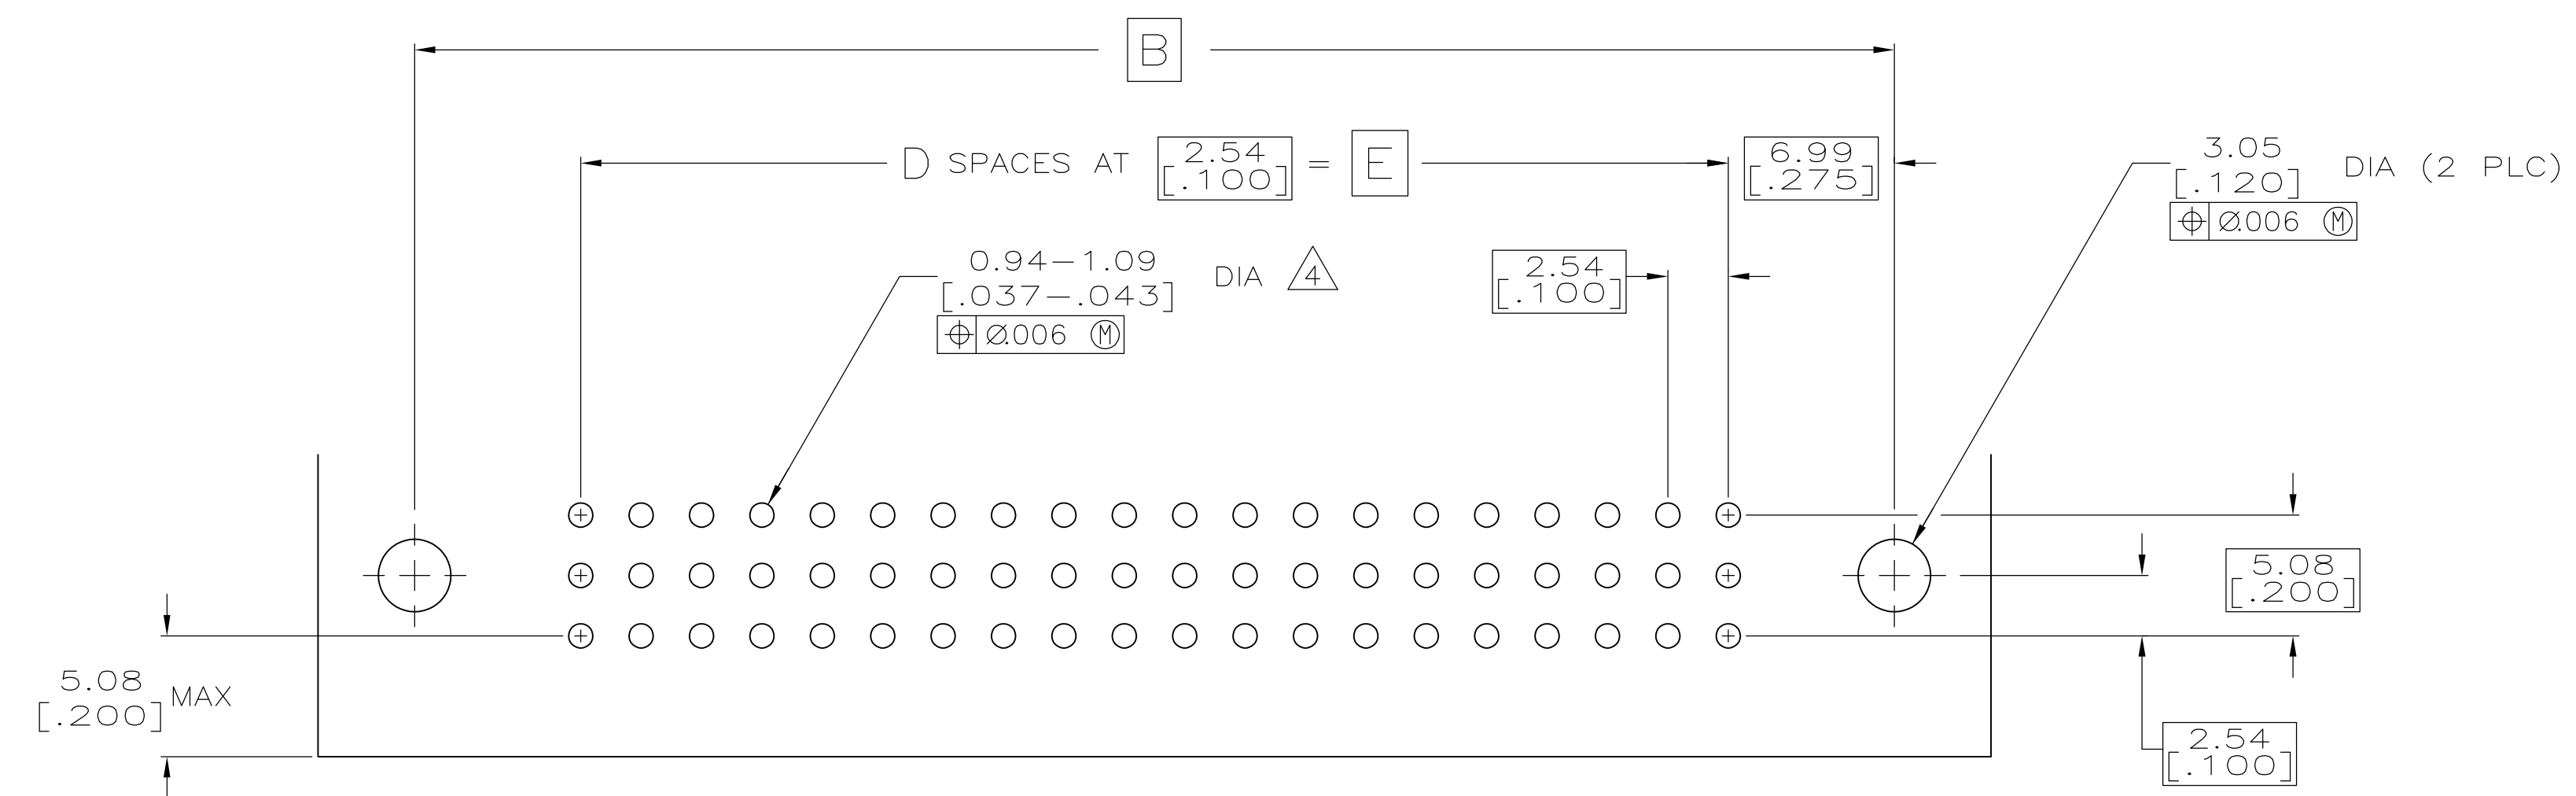 B
D SPACES AT 2.54 [.100] = E
6.99
[.275]
3.05
[.120]
DIA (2 PLC)
⌖ Ø.006 Ⓜ
0.94-1.09
[.037-.043]
DIA 4
⌖ Ø.006 Ⓜ
2.54
[.100]
5.08
[.200]
5.08
[.200]
MAX
2.54
[.100]